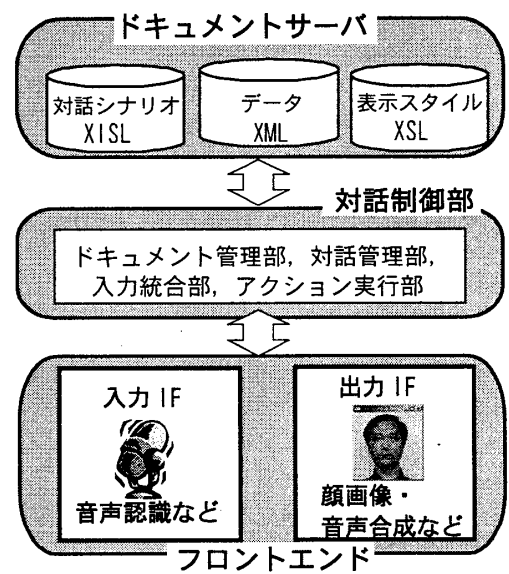 ドキュメントサーバ
対話シナリオ
XISL
データ
XML
表示スタイル
XSL
対話制御部
ドキュメント管理部, 対話管理部,
入力統合部, アクション実行部
入力 IF
音声認識など
出力 IF
顔画像・
音声合成など
フロントエンド